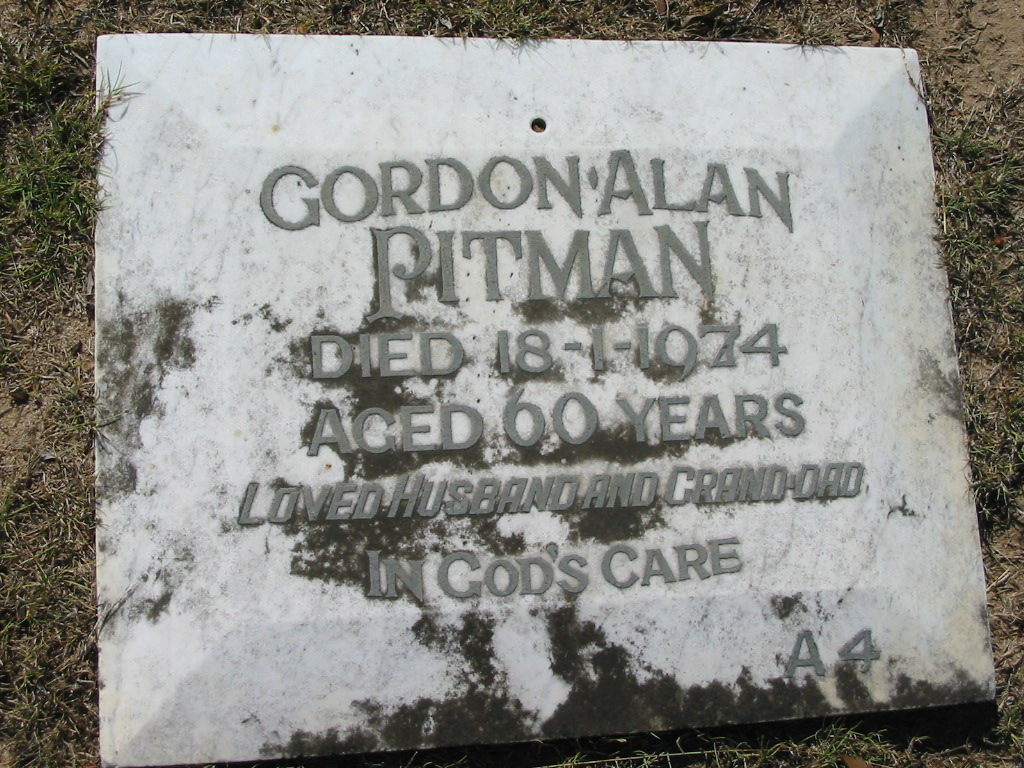 GORDON ALAN
PITMAN
DIED 18-1-1974
AGED 60 YEARS
LOVED HUSBAND AND GRAND-DAD
IN GOD'S CARE
A 4